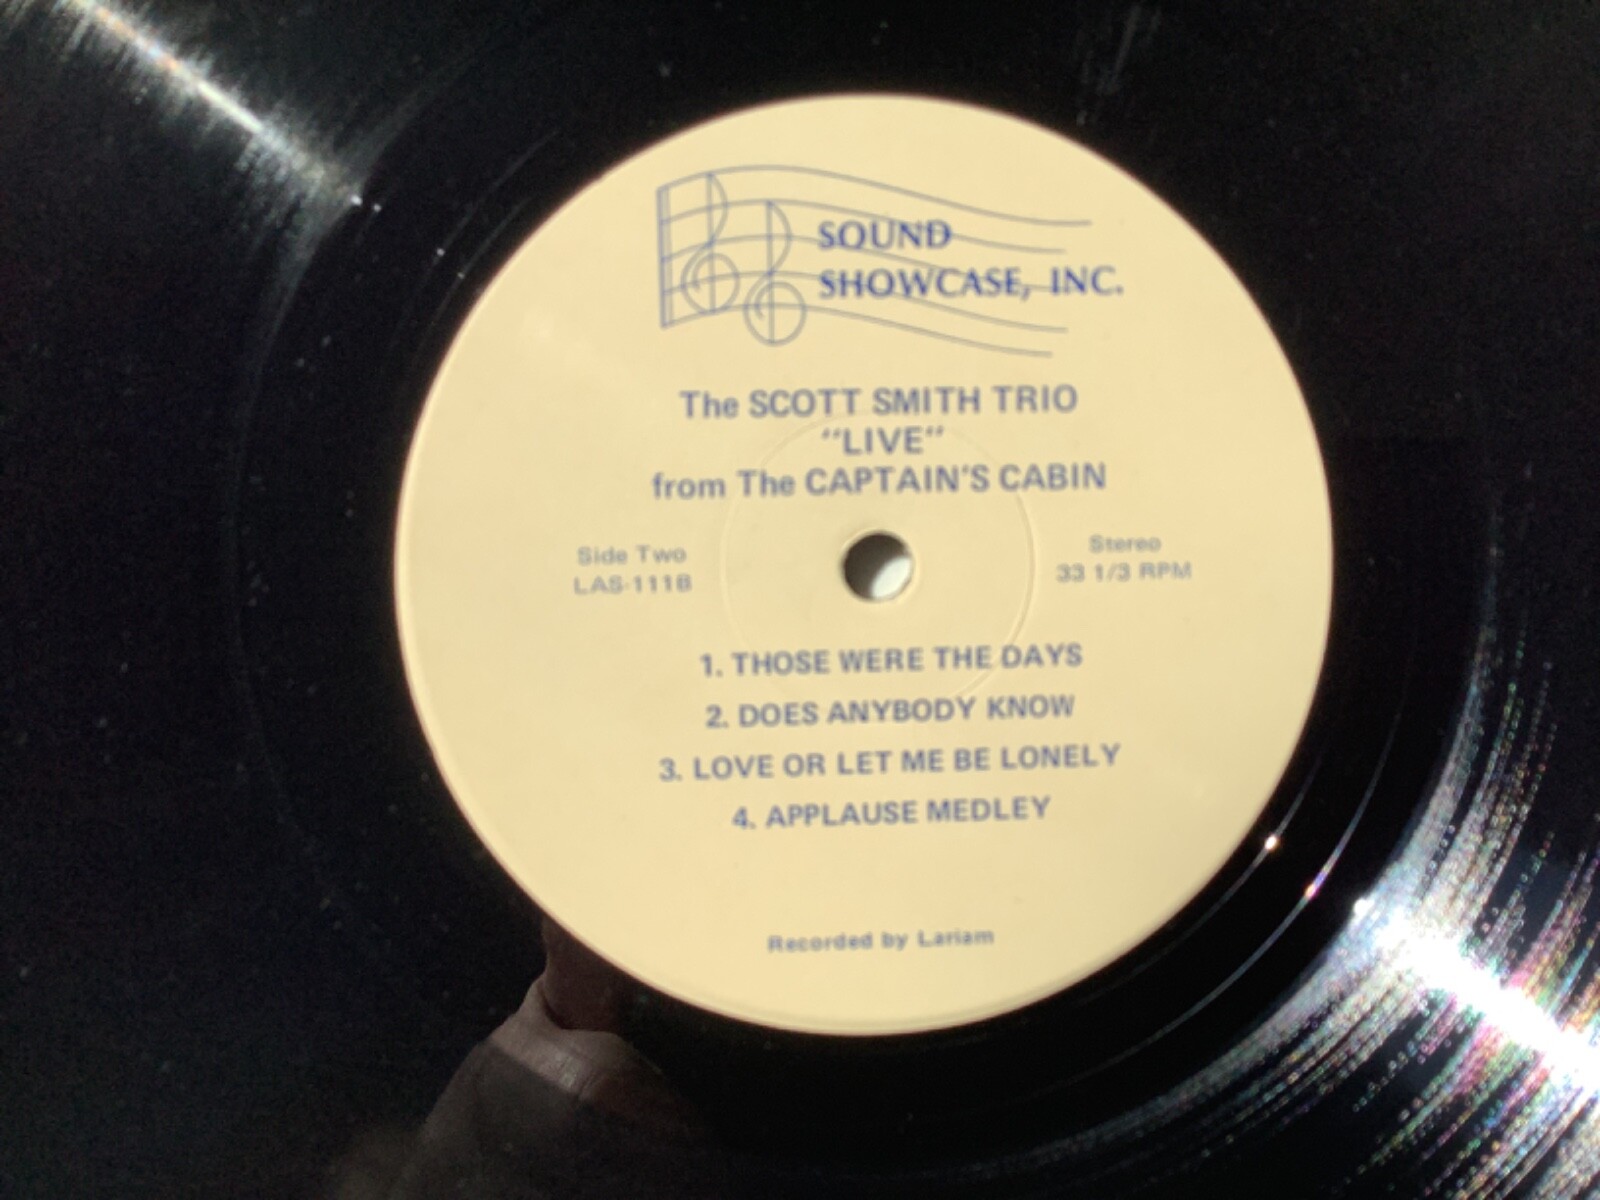 SOUND
SHOWCASE, INC.
The SCOTT SMITH TRIO
“LIVE”
from The CAPTAIN'S CABIN
Side Two
LAS-111B
Stereo
33 1/3 RPM
1. THOSE WERE THE DAYS
2. DOES ANYBODY KNOW
3. LOVE OR LET ME BE LONELY
4. APPLAUSE MEDLEY
Recorded by Lariam